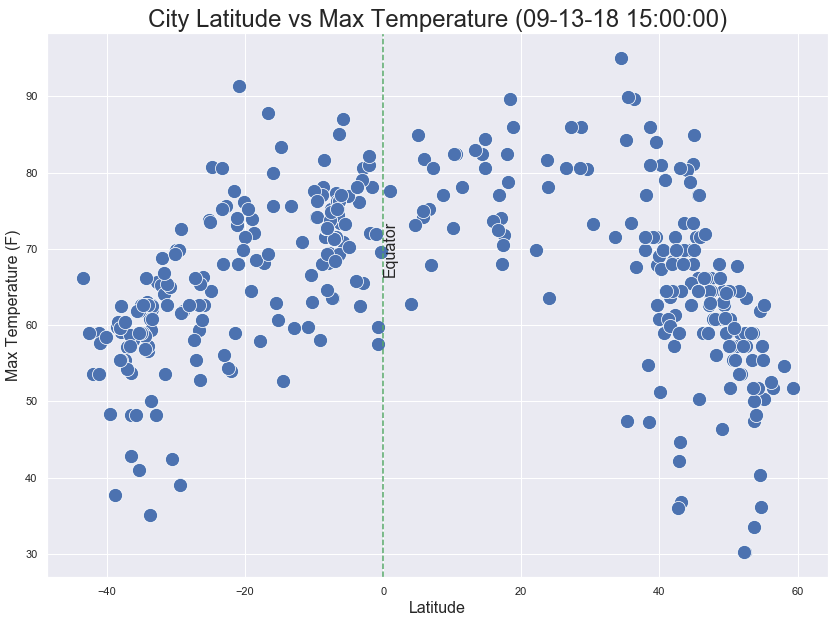 City Latitude vs Max Temperature (09-13-18 15:00:00)
Max Temperature (F)
90
80
70
60
50
40
30
Equator
−40 −20 0 20 40 60
Latitude